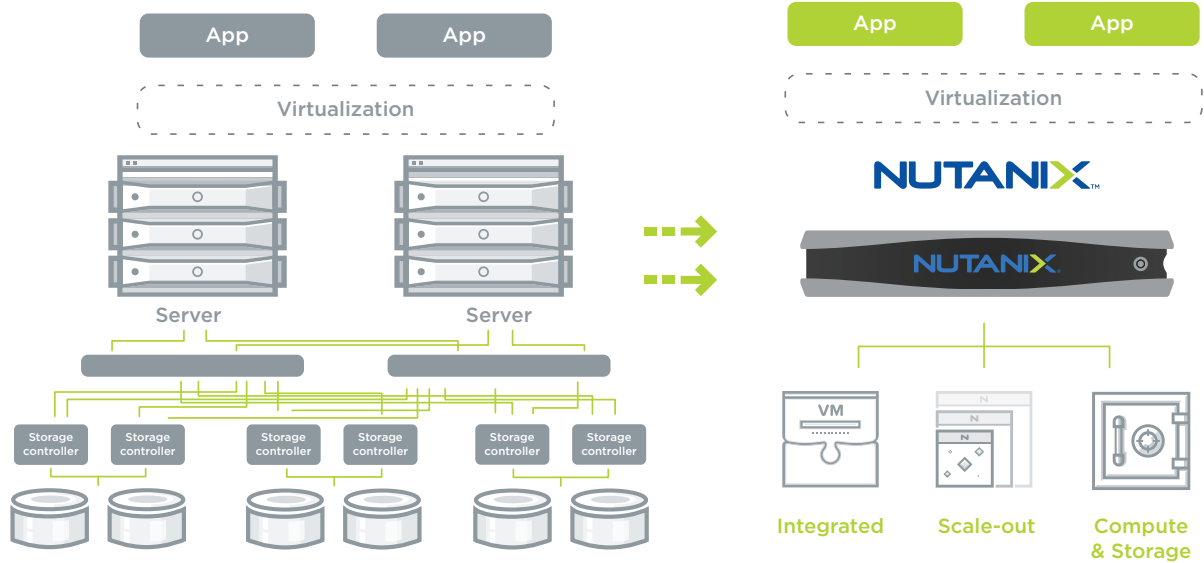 App
App
Virtualization
Server
Server
Storage
controller
Storage
controller
Storage
controller
Storage
controller
Storage
controller
Storage
controller
App
App
Virtualization
NUTANIX™
NUTANIX
VM
N
N
N
Integrated
Scale-out
Compute
& Storage